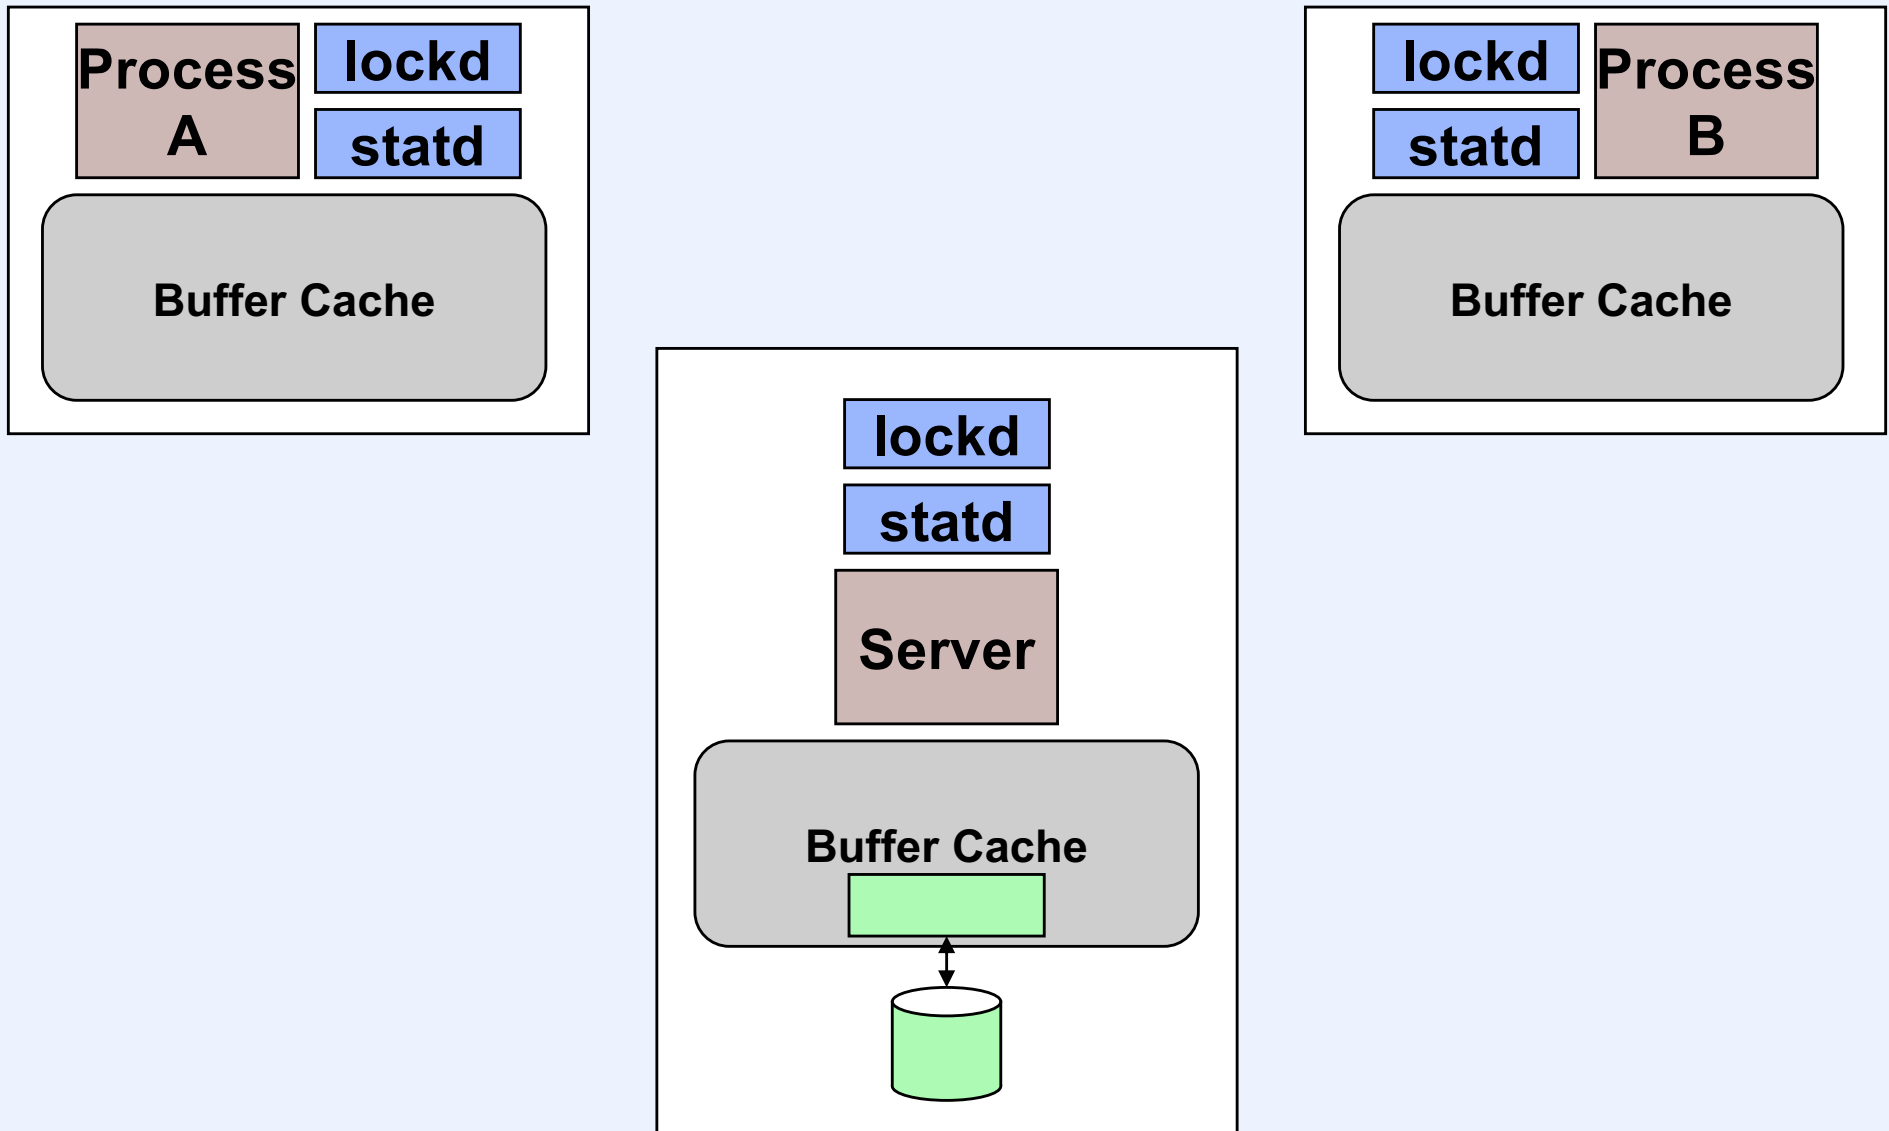 Process
A
lockd
statd
Buffer Cache
lockd
statd
Process
B
Buffer Cache
lockd
statd
Server
Buffer Cache